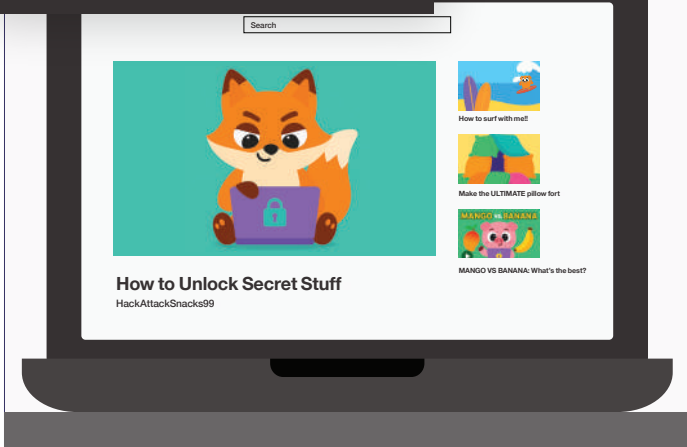 Search
How to Unlock Secret Stuff
HackAttackSnacks99
How to surf with me!!
Make the ULTIMATE pillow fort
MANGO VS BANANA
MANGO VS BANANA: What's the best?